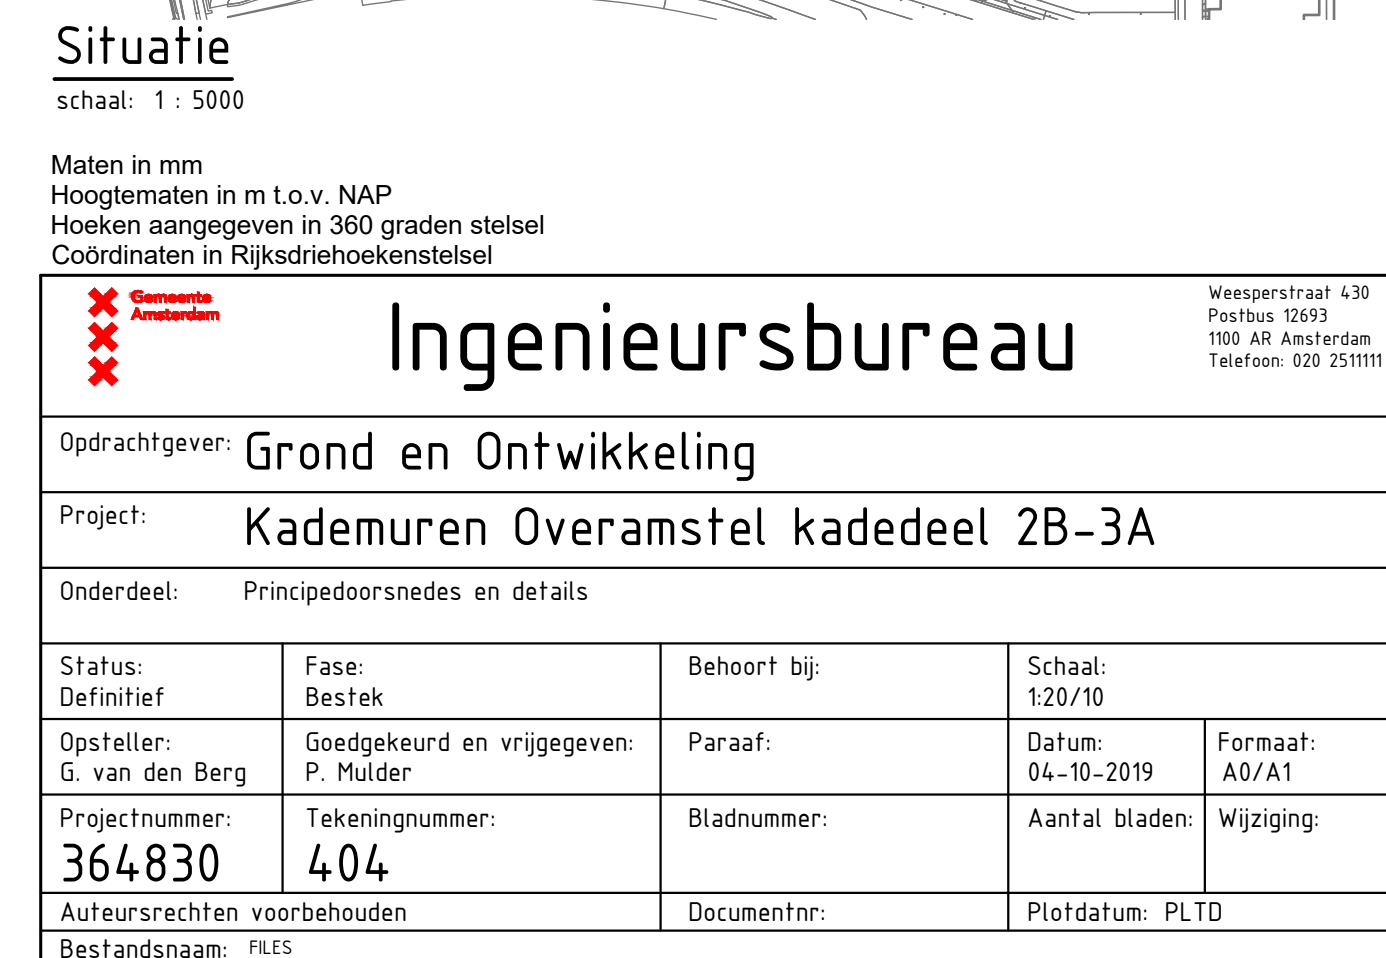 Situatie
schaal: 1 : 5000
Maten in mm
Hoogtematen in m t.o.v. NAP
Hoeken aangegeven in 360 graden stelsel
Coördinaten in Rijksdriehoekenstelsel
Gemeente
Amsterdam
Ingenieursbureau
Weesperstraat 430
Postbus 12693
1100 AR Amsterdam
Telefoon: 020 2511111
Opdrachtgever: Grond en Ontwikkeling
Project: Kademuren Overamstel kadedeel 2B-3A
Onderdeel: Principedoorsnedes en details
Status:
Definitief
Fase:
Bestek
Behoort bij:
Schaal:
1:20/10
Opsteller:
G. van den Berg
Goedgekeurd en vrijgegeven:
P. Mulder
Paraaf:
Datum:
04-10-2019
Formaat:
A0/A1
Projectnummer:
364830
Tekeningnummer:
404
Bladnummer:
Aantal bladen:
Wijziging:
Auteursrechten voorbehouden
Documentnr:
Plotdatum: PLTD
Bestandsnaam: FILES